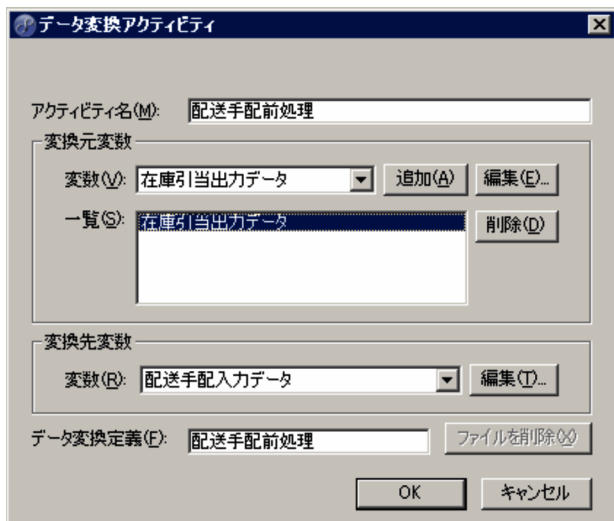 データ変換アクティビティ
アクティビティ名(M): 配送手配前処理
変換元変数
変数(V): 在庫引当出力データ 追加(A) 編集(E)...
一覧(S): 在庫引当出力データ 削除(D)
変換先変数
変数(R): 配送手配入力データ 編集(T)...
データ変換定義(F): 配送手配前処理 ファイルを削除(X)
OK キャンセル